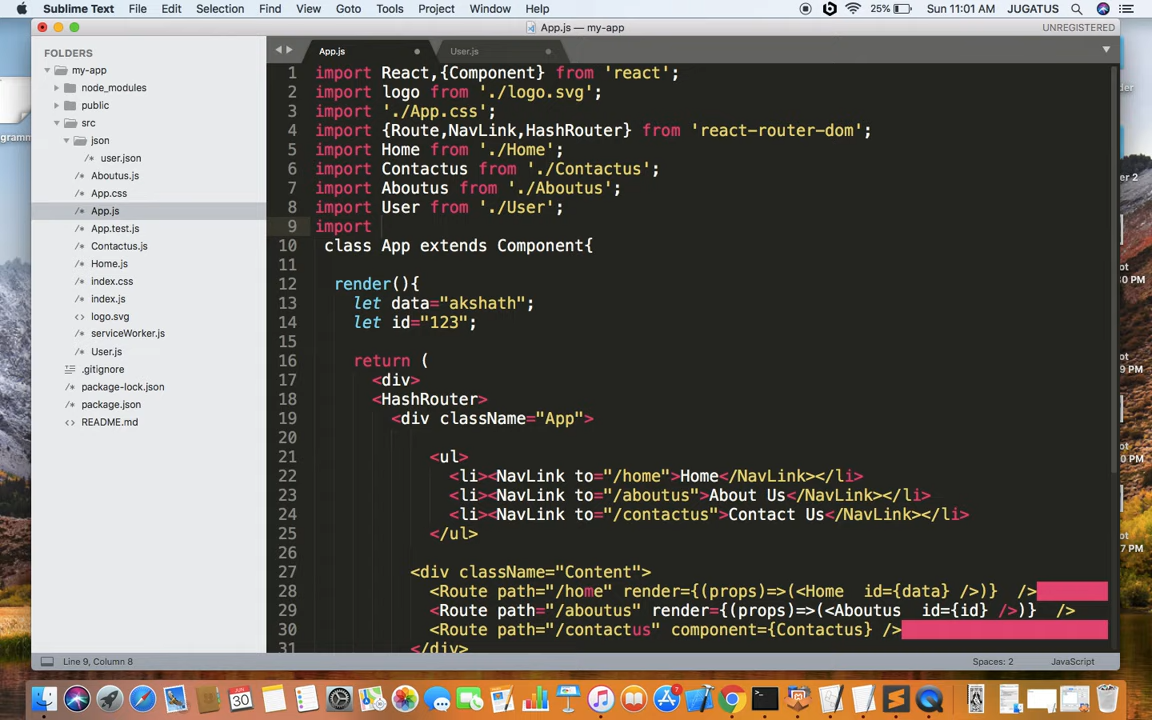 Sublime Text File Edit Selection Find View Goto Tools Project Window Help 25% Sun 11:01 AM JUGATUS
App.js — my-app UNREGISTERED
FOLDERS
my-app
node_modules
public
src
json
user.json
Aboutus.js
App.css
App.js
App.test.js
Contactus.js
Home.js
index.css
index.js
logo.svg
serviceWorker.js
User.js
.gitignore
package-lock.json
package.json
README.md
App.js User.js
1 import React,{Component} from 'react';
2 import logo from './logo.svg';
3 import './App.css';
4 import {Route,NavLink,HashRouter} from 'react-router-dom';
5 import Home from './Home';
6 import Contactus from './Contactus';
7 import Aboutus from './Aboutus';
8 import User from './User';
9 import
10 class App extends Component{
11
12 render(){
13 let data="akshath";
14 let id="123";
15
16 return (
17 <div>
18 <HashRouter>
19 <div className="App">
20
21 <ul>
22 <li><NavLink to="/home">Home</NavLink></li>
23 <li><NavLink to="/aboutus">About Us</NavLink></li>
24 <li><NavLink to="/contactus">Contact Us</NavLink></li>
25 </ul>
26
27 <div className="Content">
28 <Route path="/home" render={(props)=>(<Home id={data} />)} />
29 <Route path="/aboutus" render={(props)=>(<Aboutus id={id} />)} />
30 <Route path="/contactus" component={Contactus} />
31 </div>
Line 9, Column 8 Spaces: 2 JavaScript